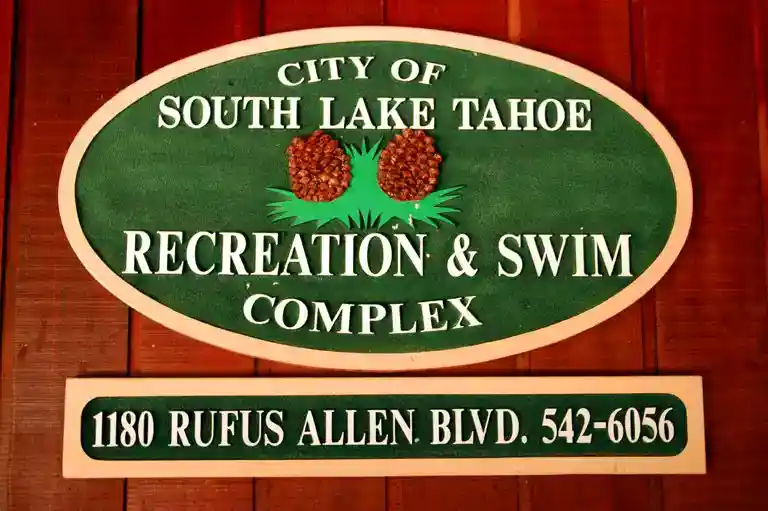 CITY OF
SOUTH LAKE TAHOE
RECREATION & SWIM
COMPLEX
1180 RUFUS ALLEN BLVD. 542-6056